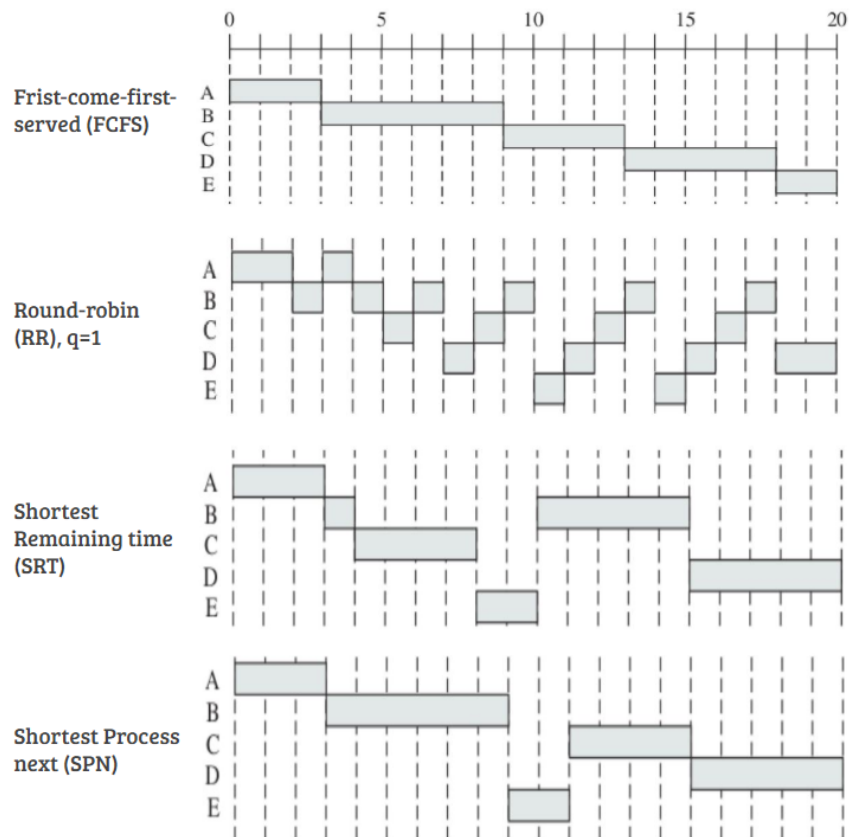 0 5 10 15 20
Frist-come-first-
served (FCFS)
A
B
C
D
E
Round-robin
(RR), q=1
A
B
C
D
E
Shortest
Remaining time
(SRT)
A
B
C
D
E
Shortest Process
next (SPN)
A
B
C
D
E